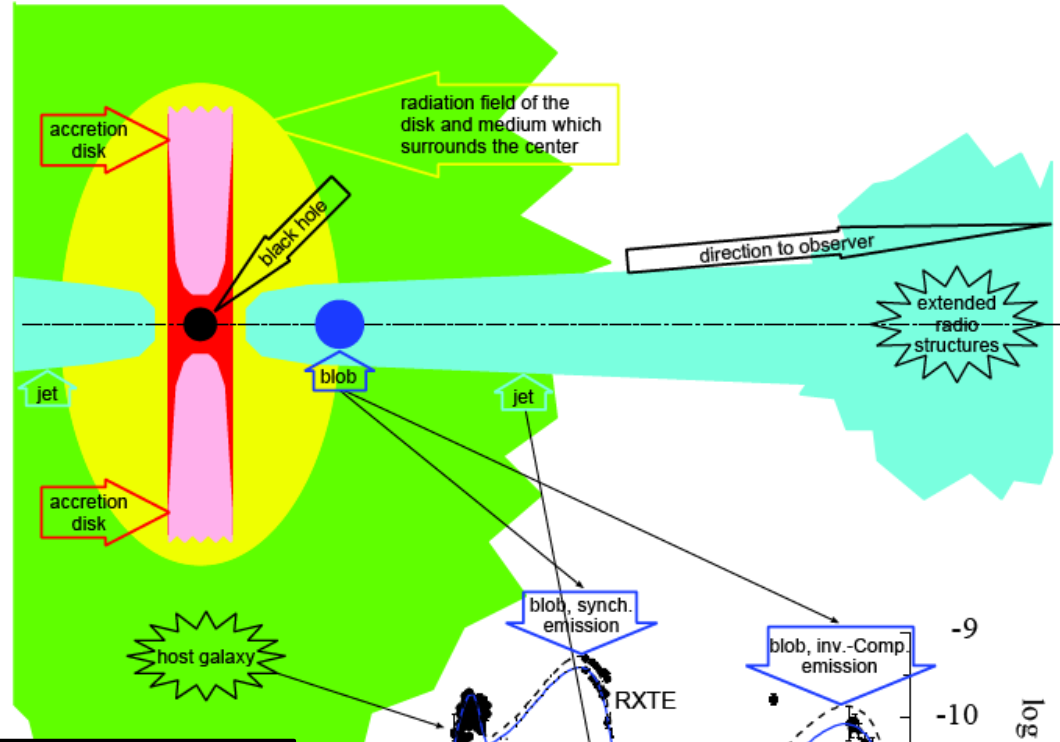 radiation field of the
disk and medium which
surrounds the center
accretion
disk
black hole
direction to observer
extended
radio
structures
jet
blob
jet
accretion
disk
blob, synch.
emission
host galaxy
blob, inv.-Comp.
emission
-9
RXTE
-10
log